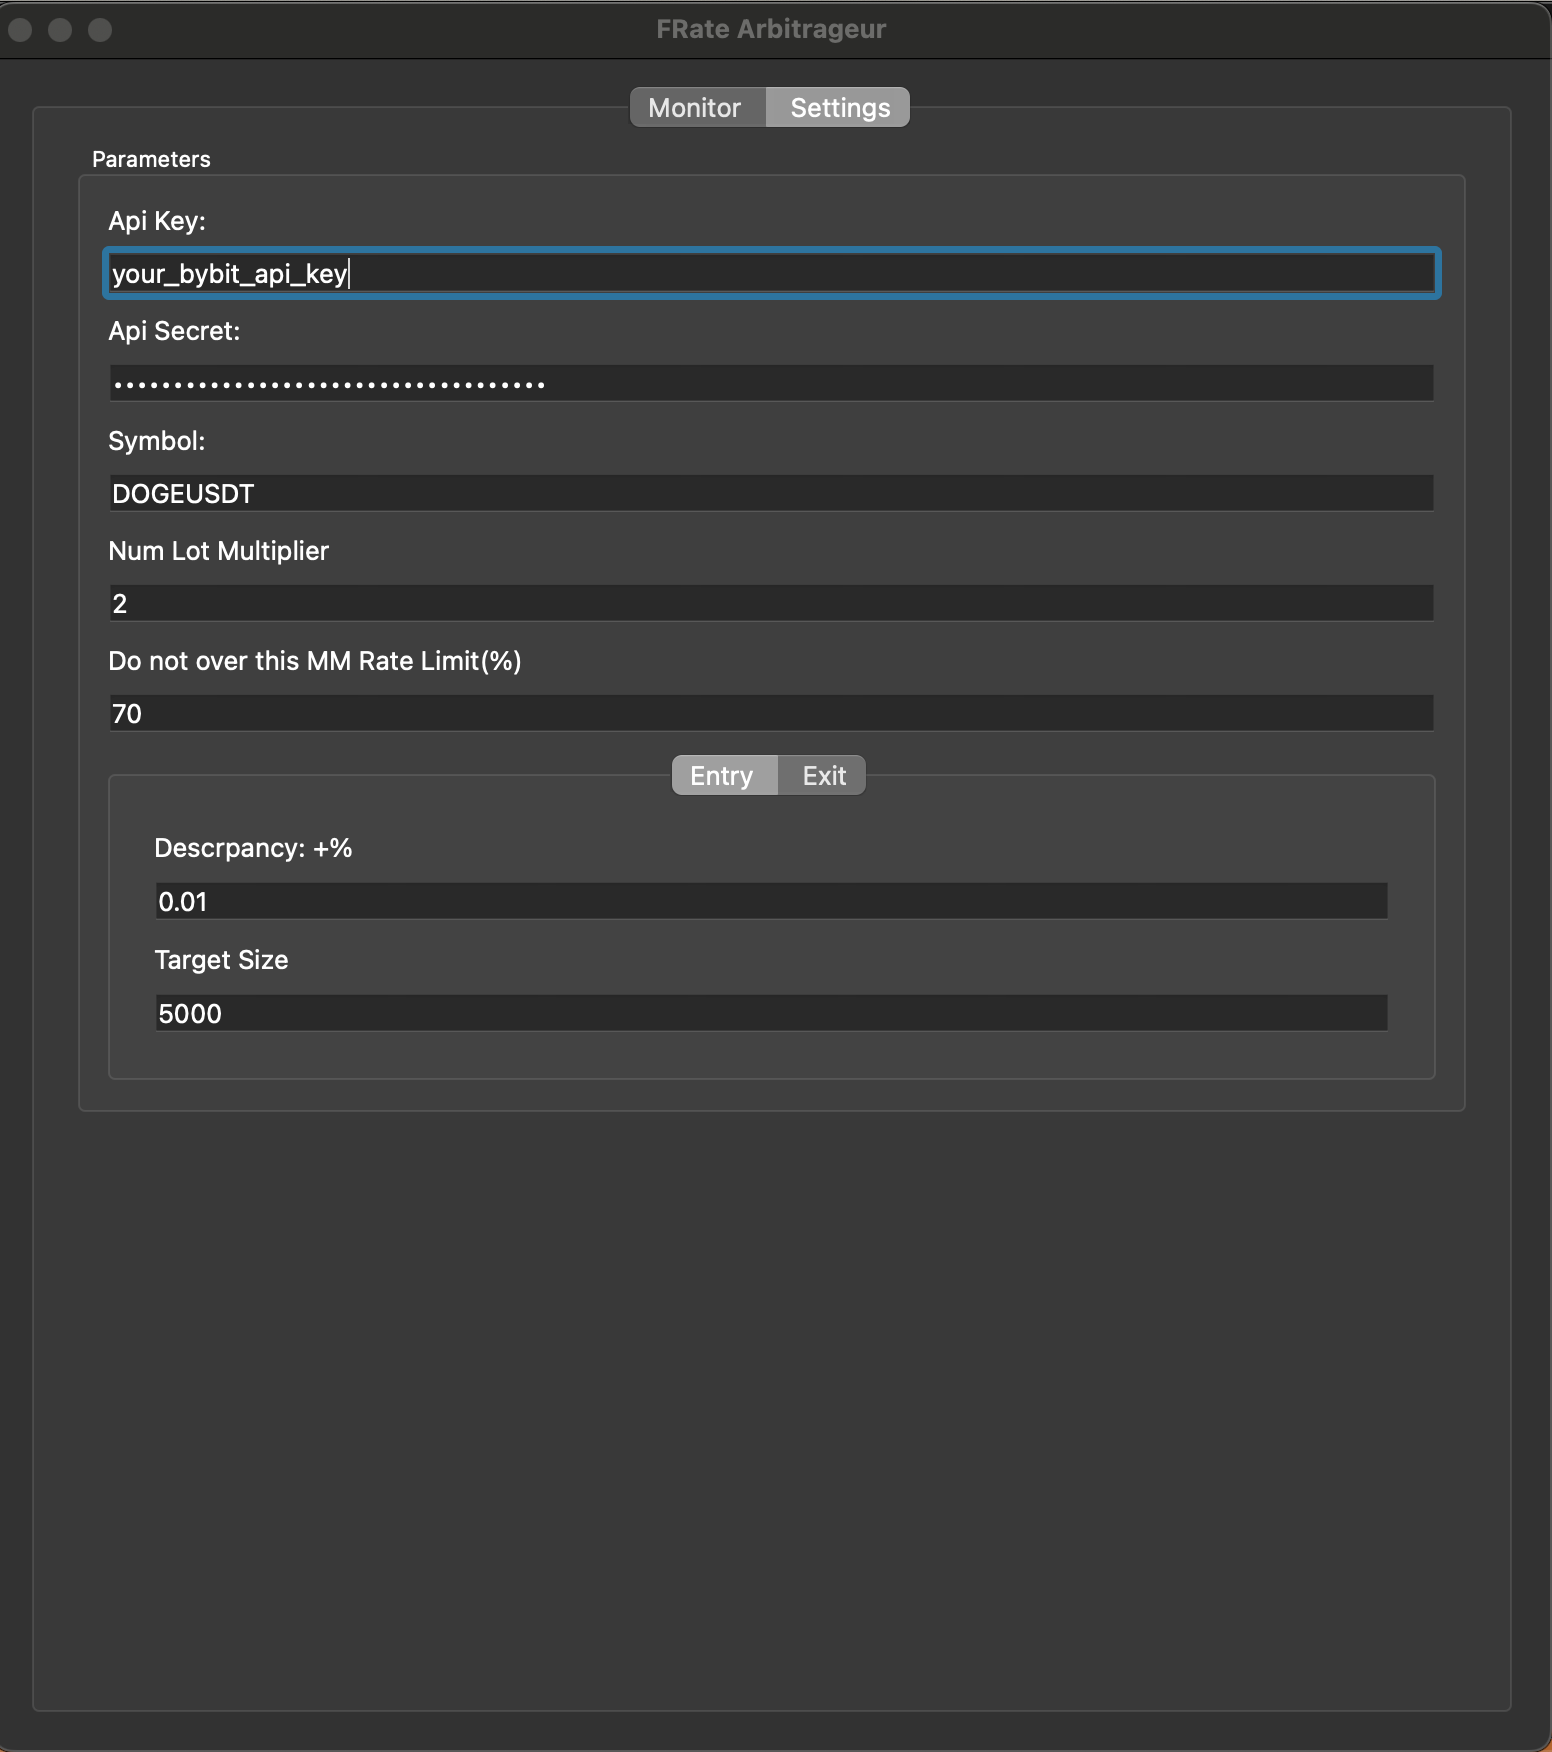 FRate Arbitrageur
Monitor Settings
Parameters
Api Key:
your_bybit_api_key
Api Secret:
••••••••••••••••••••••••••••••••••••
Symbol:
DOGEUSDT
Num Lot Multiplier
2
Do not over this MM Rate Limit(%)
70
Entry Exit
Descrpancy: +%
0.01
Target Size
5000